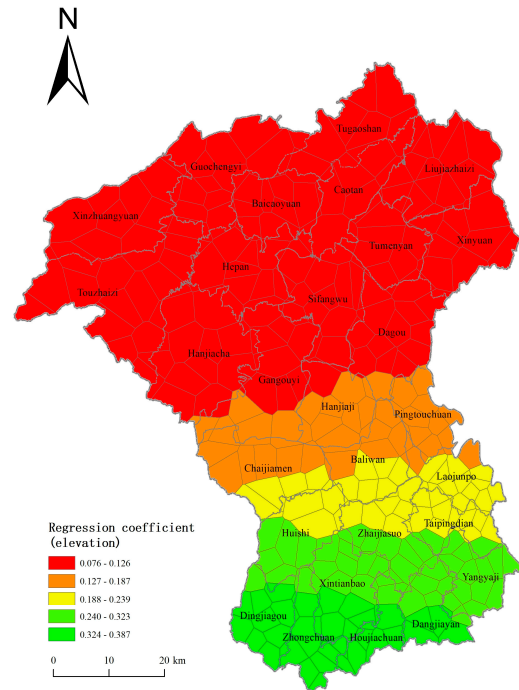 N
Tugaoshan
Guochengyi
Liujiazhaizi
Caotan
Baicaoyuan
Xinzhuangyuan
Tumenyan
Xinyuan
Hepan
Touzhaizi
Sifangwu
Dagou
Hanjiacha
Gangouyi
Hanjiaji
Pingtouchuan
Baliwan
Chaijiamen
Laojunpo
Taipingdian
Huishi
Zhaijiasuo
Yangyaji
Xintianbao
Dingjiagou
Dangjiayan
Zhongchuan
Houjiachuan
Regression coefficient
(elevation)
0.076 - 0.126
0.127 - 0.187
0.188 - 0.239
0.240 - 0.323
0.324 - 0.387
0 10 20 km